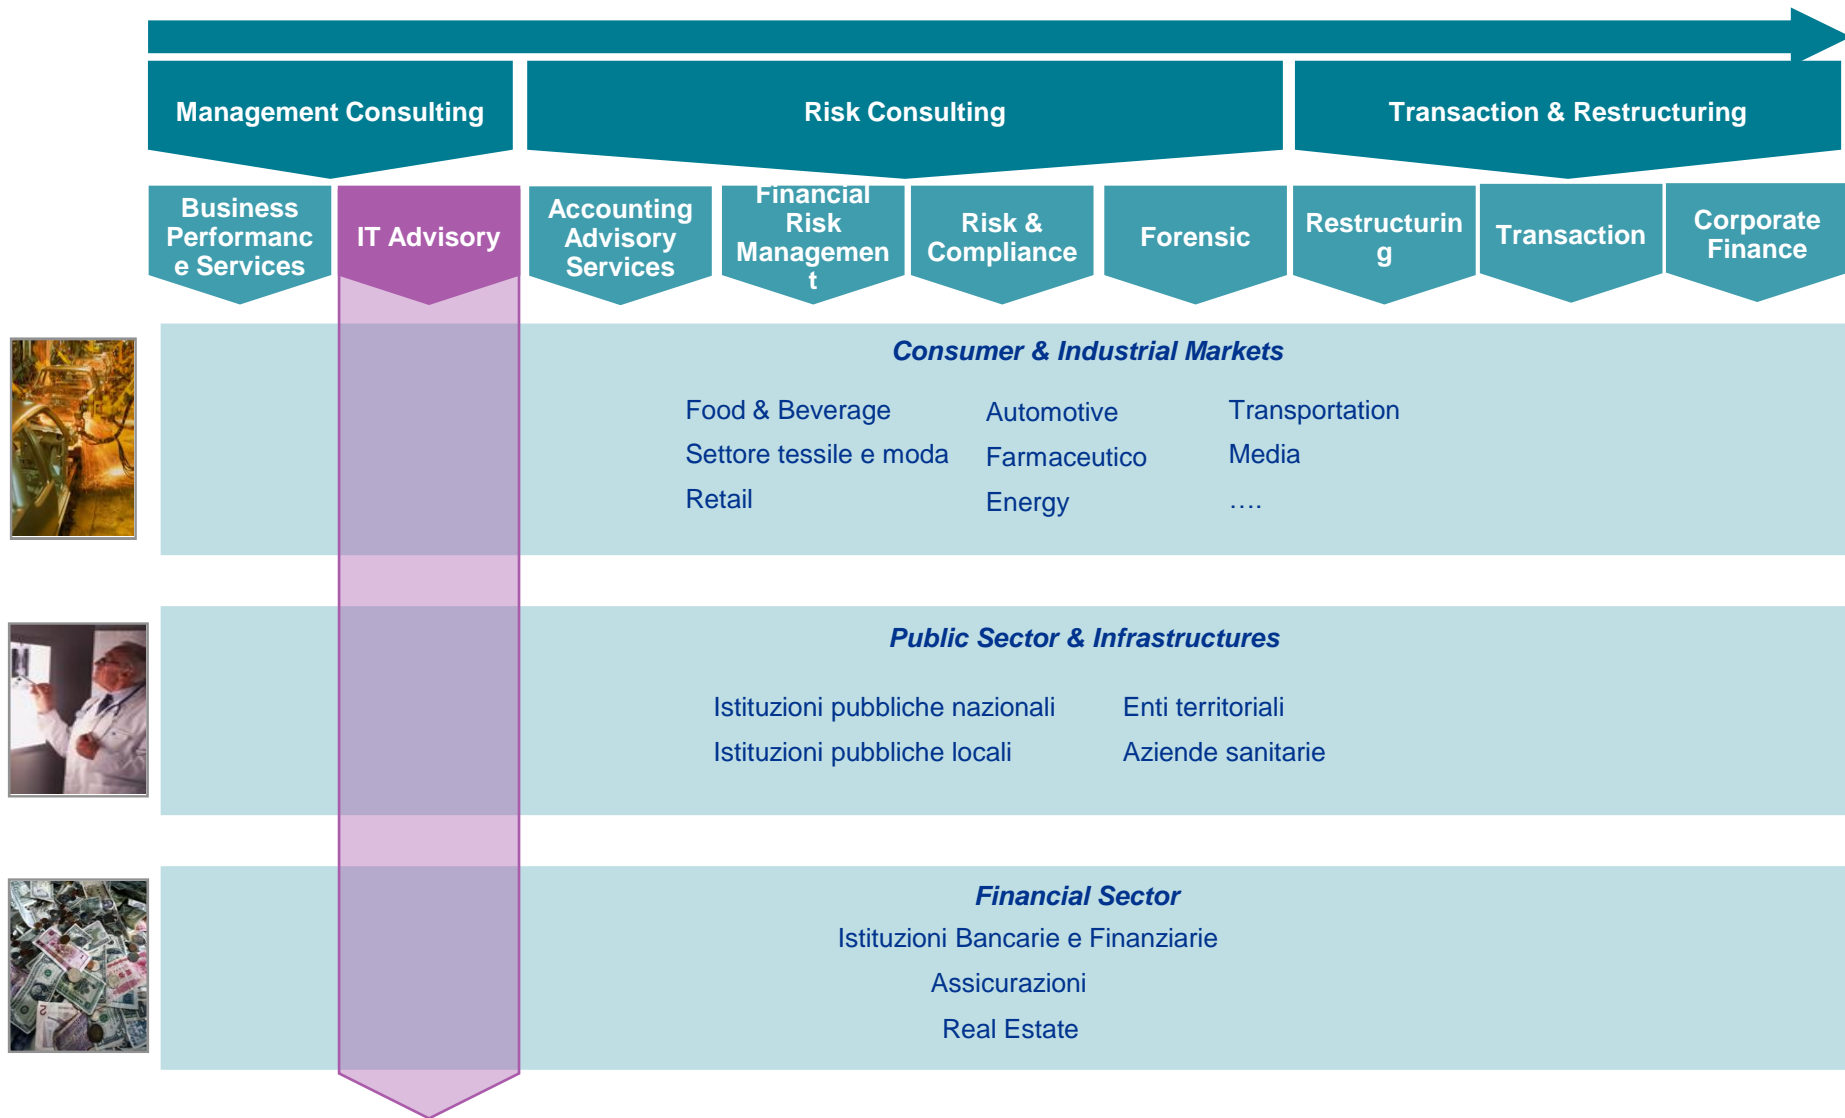 Management Consulting
Risk Consulting
Transaction & Restructuring
Business
Performanc
e Services
IT Advisory
Accounting
Advisory
Services
Financial
Risk
Managemen
t
Risk &
Compliance
Forensic
Restructurin
g
Transaction
Corporate
Finance
Consumer & Industrial Markets
Food & Beverage
Automotive
Transportation
Settore tessile e moda
Farmaceutico
Media
Retail
Energy
….
Public Sector & Infrastructures
Istituzioni pubbliche nazionali
Enti territoriali
Istituzioni pubbliche locali
Aziende sanitarie
Financial Sector
Istituzioni Bancarie e Finanziarie
Assicurazioni
Real Estate